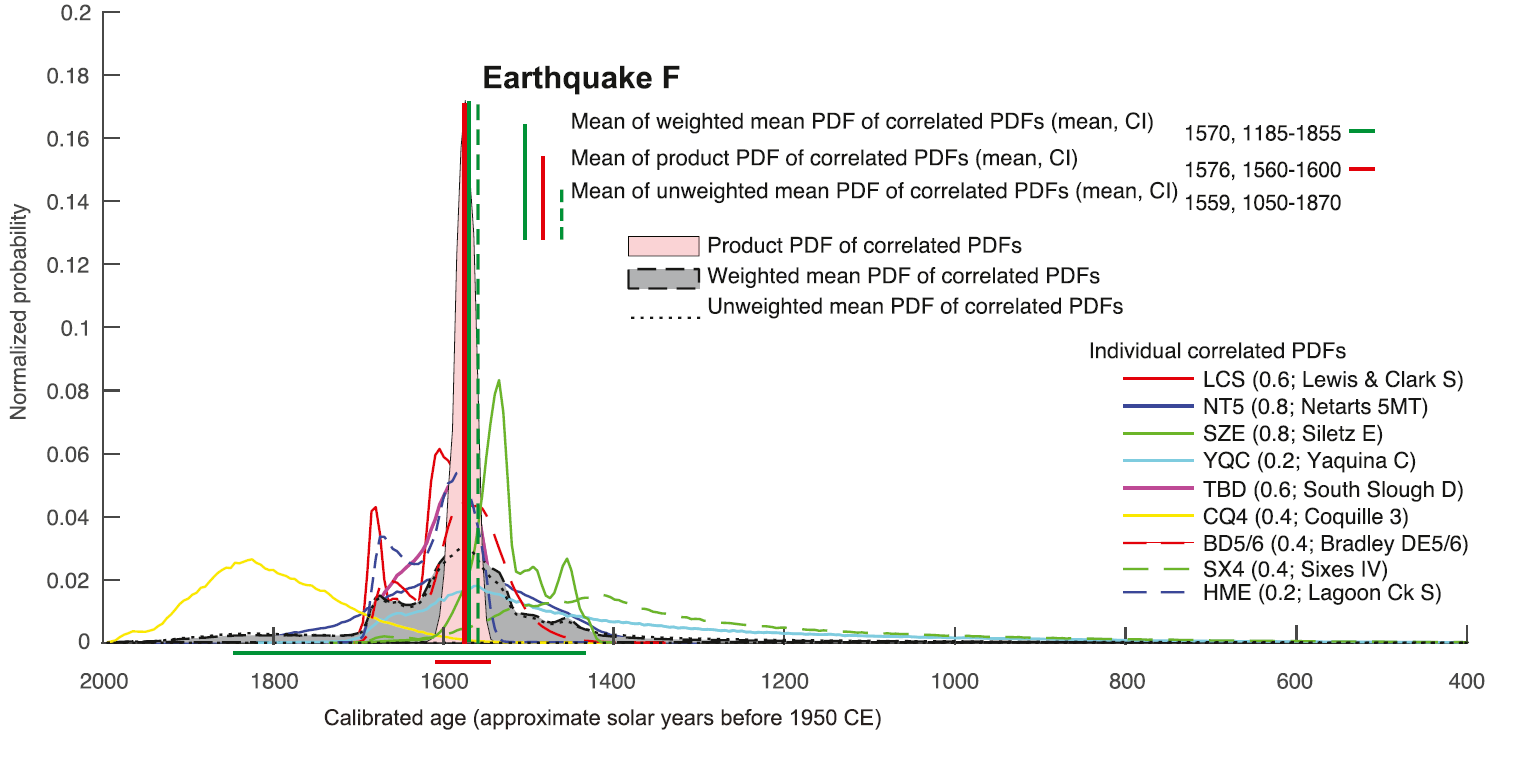 0.2
0.18
0.16
0.14
0.12
0.1
0.08
0.06
0.04
0.02
0
Normalized probability
Earthquake F
Mean of weighted mean PDF of correlated PDFs (mean, CI) 1570, 1185-1855
Mean of product PDF of correlated PDFs (mean, CI) 1576, 1560-1600
Mean of unweighted mean PDF of correlated PDFs (mean, CI) 1559, 1050-1870
Product PDF of correlated PDFs
Weighted mean PDF of correlated PDFs
Unweighted mean PDF of correlated PDFs
Individual correlated PDFs
LCS (0.6; Lewis & Clark S)
NT5 (0.8; Netarts 5MT)
SZE (0.8; Siletz E)
YQC (0.2; Yaquina C)
TBD (0.6; South Slough D)
CQ4 (0.4; Coquille 3)
BD5/6 (0.4; Bradley DE5/6)
SX4 (0.4; Sixes IV)
HME (0.2; Lagoon Ck S)
2000 1800 1600 1400 1200 1000 800 600 400
Calibrated age (approximate solar years before 1950 CE)